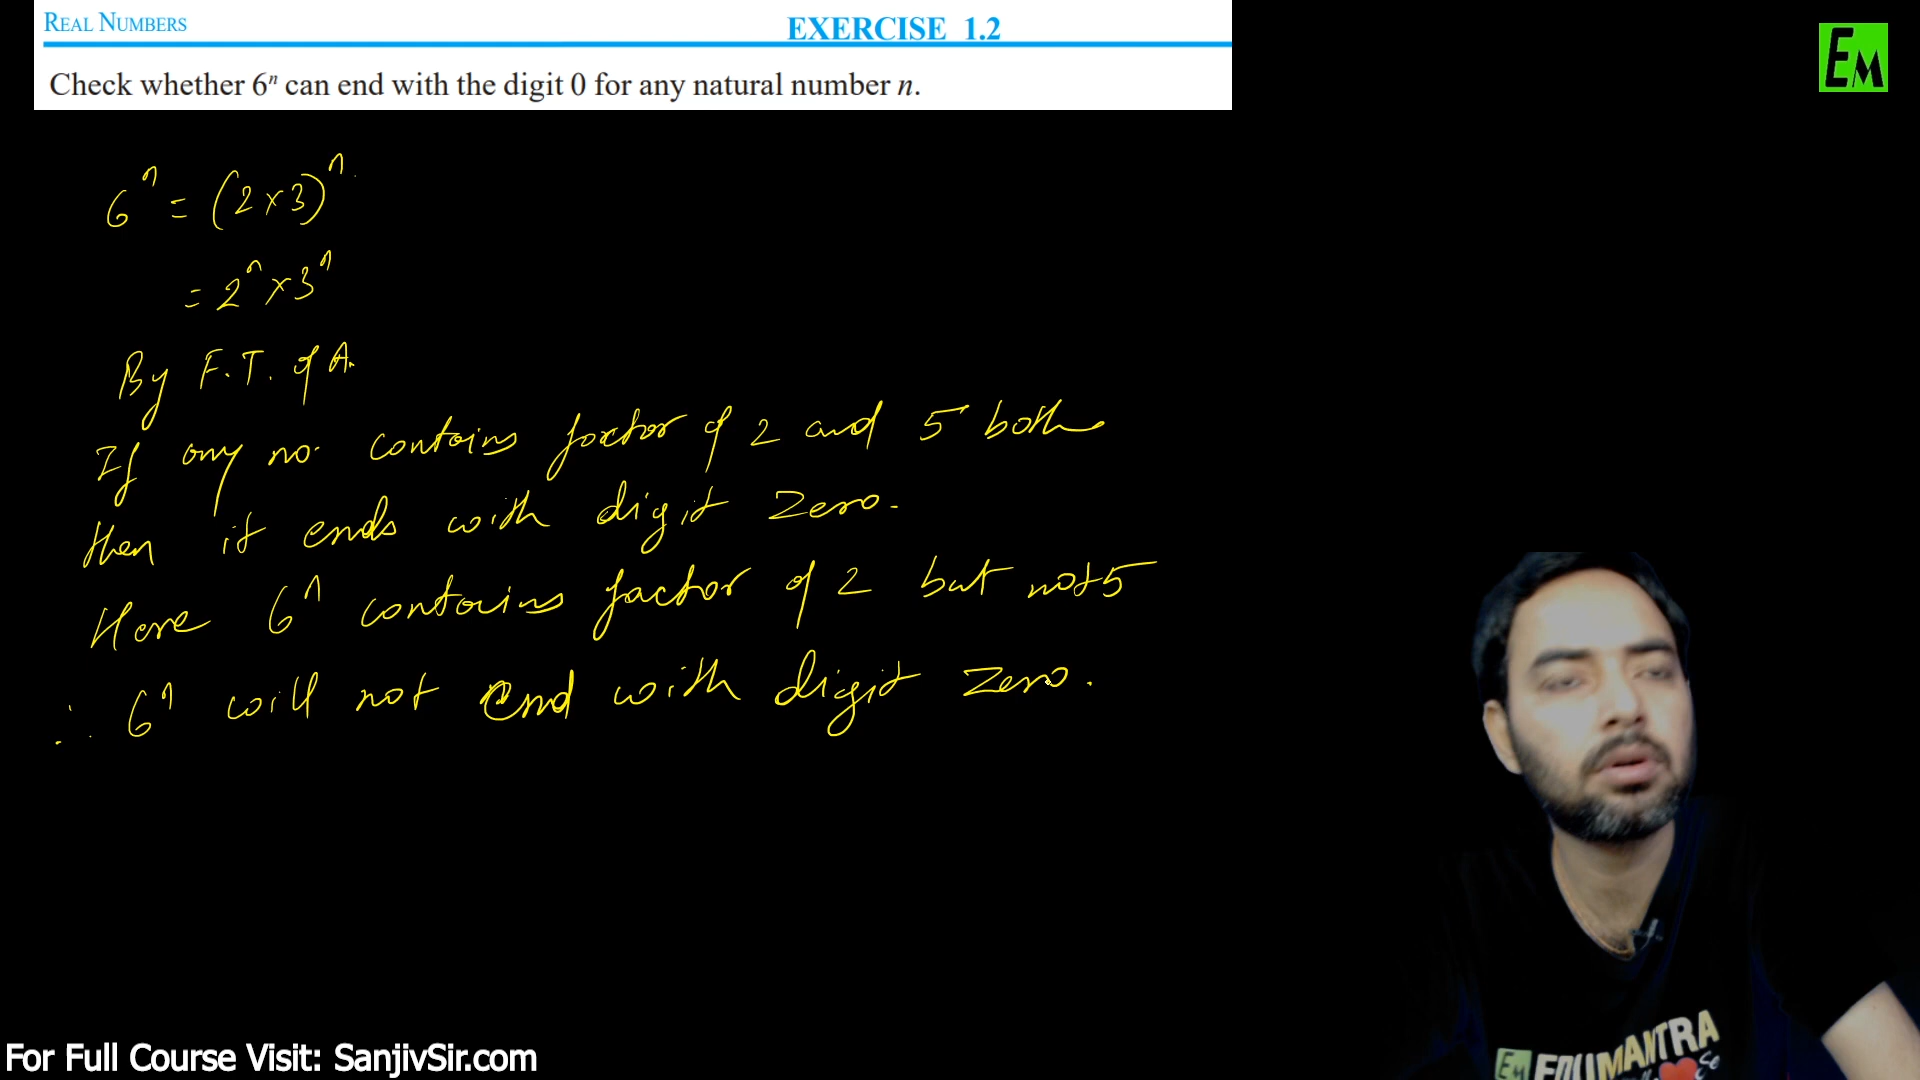 REAL NUMBERS
EXERCISE 1.2
EM
Check whether 6ⁿ can end with the digit 0 for any natural number n.
6ⁿ = (2×3)ⁿ
= 2ⁿ×3ⁿ
By F.T. of A.
If any no. contains factor of 2 and 5 both
then it ends with digit zero.
Here 6ⁿ contains factor of 2 but not 5
∴ 6ⁿ will not end with digit zero.
EM EDUMANTRA
For Full Course Visit: SanjivSir.com